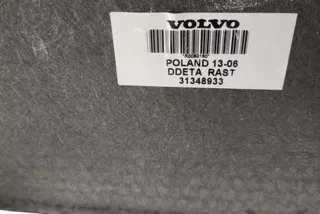 VOLVO
POLAND 13-06
DDETA RAST
31348933